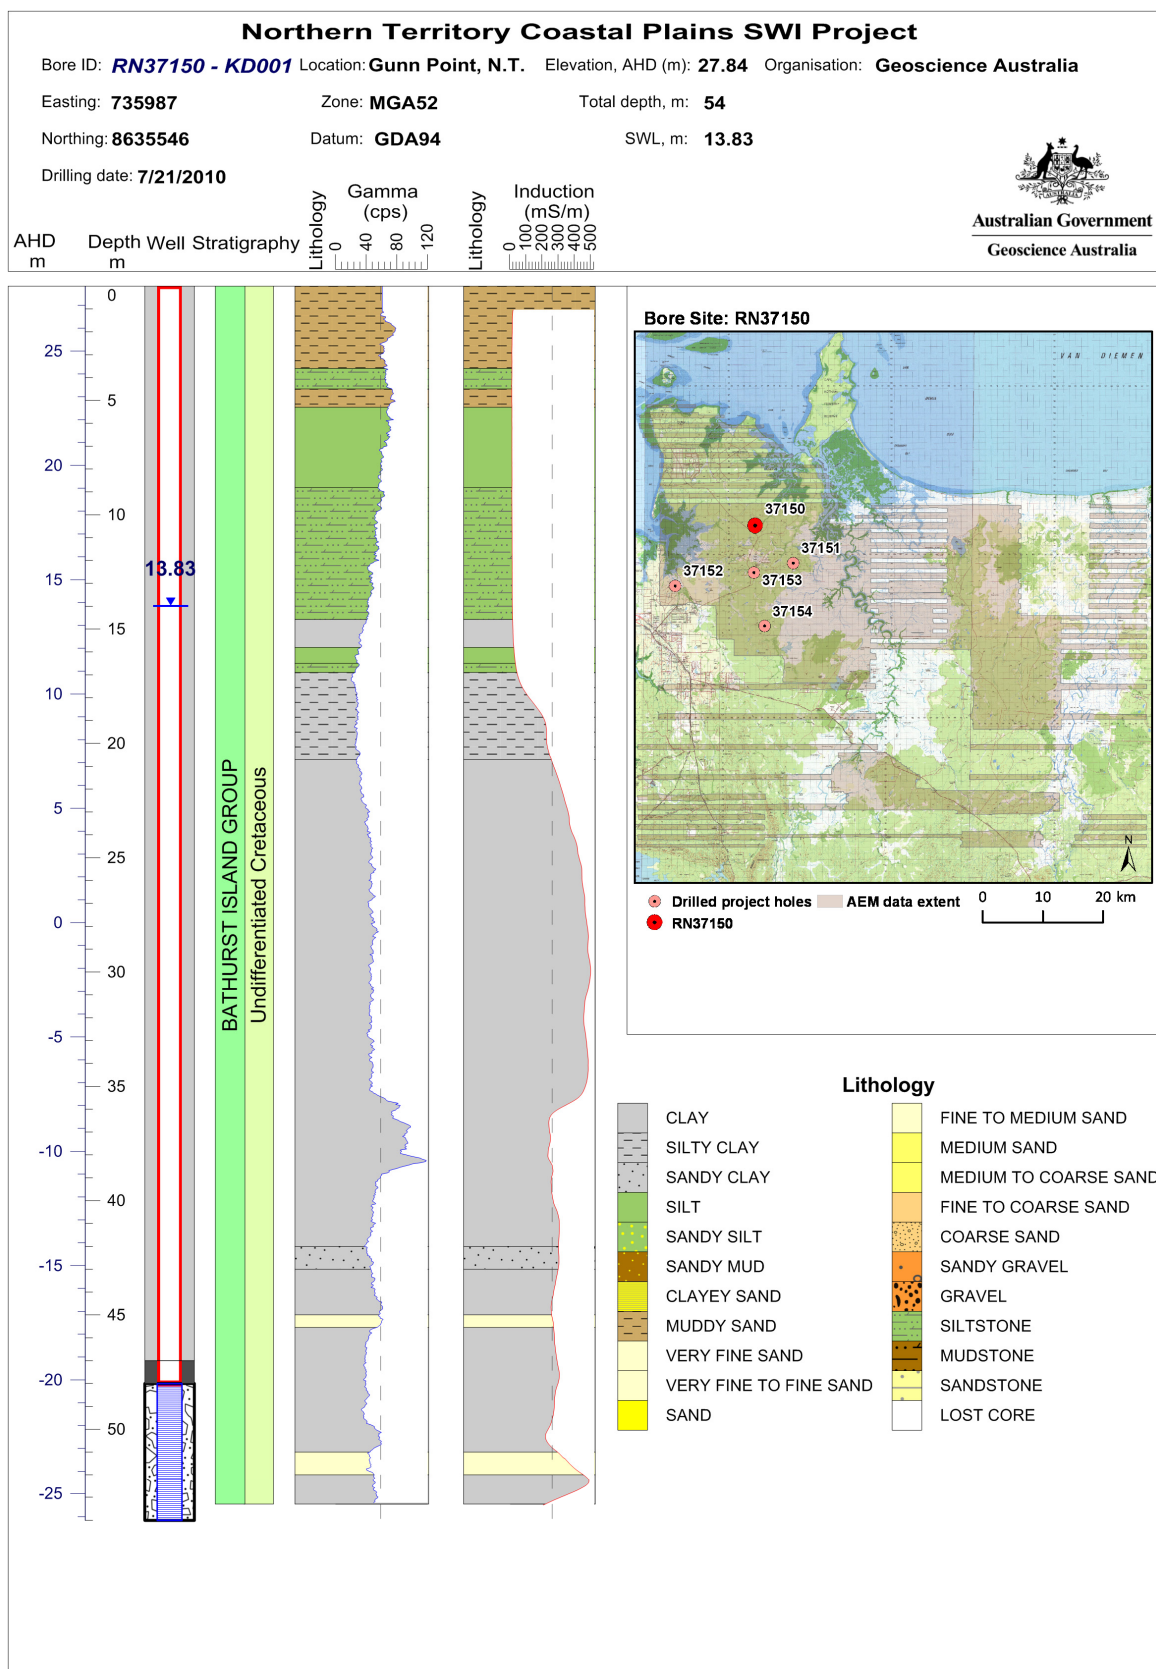 Northern Territory Coastal Plains SWI Project
Bore ID: RN37150 - KD001 Location: Gunn Point, N.T. Elevation, AHD (m): 27.84 Organisation: Geoscience Australia
Easting: 735987 Zone: MGA52 Total depth, m: 54
Northing: 8635546 Datum: GDA94 SWL, m: 13.83
Drilling date: 7/21/2010
AUSTRALIA
Australian Government
Geoscience Australia
AHD m
Depth m
Well
Stratigraphy
Lithology
Gamma (cps)
0 40 80 120
Lithology
Induction (mS/m)
0 100 200 300 400 500
25
20
15
10
5
0
-5
-10
-15
-20
-25
0
5
10
15
20
25
30
35
40
45
50
13.83
BATHURST ISLAND GROUP
Undifferentiated Cretaceous
Bore Site: RN37150
VAN DIEMEN
37150
37151
37152
37153
37154
N
Drilled project holes
AEM data extent
RN37150
0 10 20 km
Lithology
CLAY
SILTY CLAY
SANDY CLAY
SILT
SANDY SILT
SANDY MUD
CLAYEY SAND
MUDDY SAND
VERY FINE SAND
VERY FINE TO FINE SAND
SAND
FINE TO MEDIUM SAND
MEDIUM SAND
MEDIUM TO COARSE SAND
FINE TO COARSE SAND
COARSE SAND
SANDY GRAVEL
GRAVEL
SILTSTONE
MUDSTONE
SANDSTONE
LOST CORE